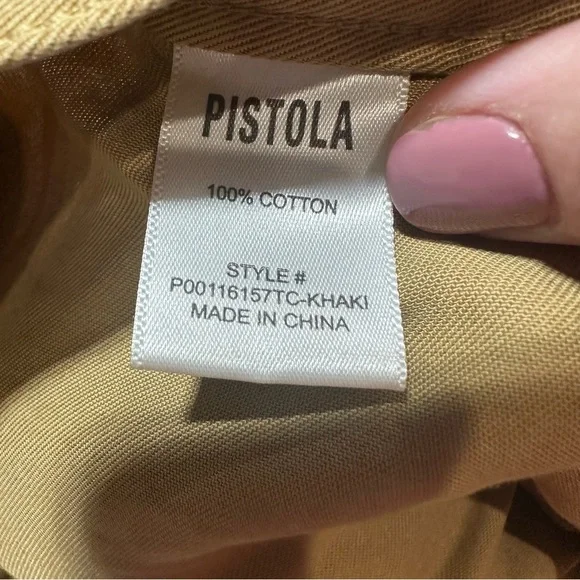 PISTOLA
100% COTTON
STYLE #
P00116157TC-KHAKI
MADE IN CHINA